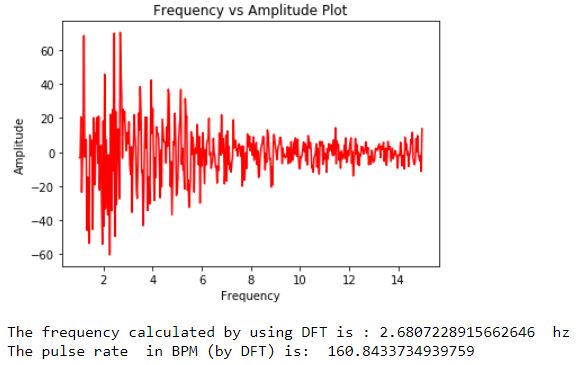 Frequency vs Amplitude Plot
60
40
20
0
−20
−40
−60
Amplitude
2 4 6 8 10 12 14
Frequency
The frequency calculated by using DFT is : 2.6807228915662646  hz
The pulse rate  in BPM (by DFT) is:  160.8433734939759